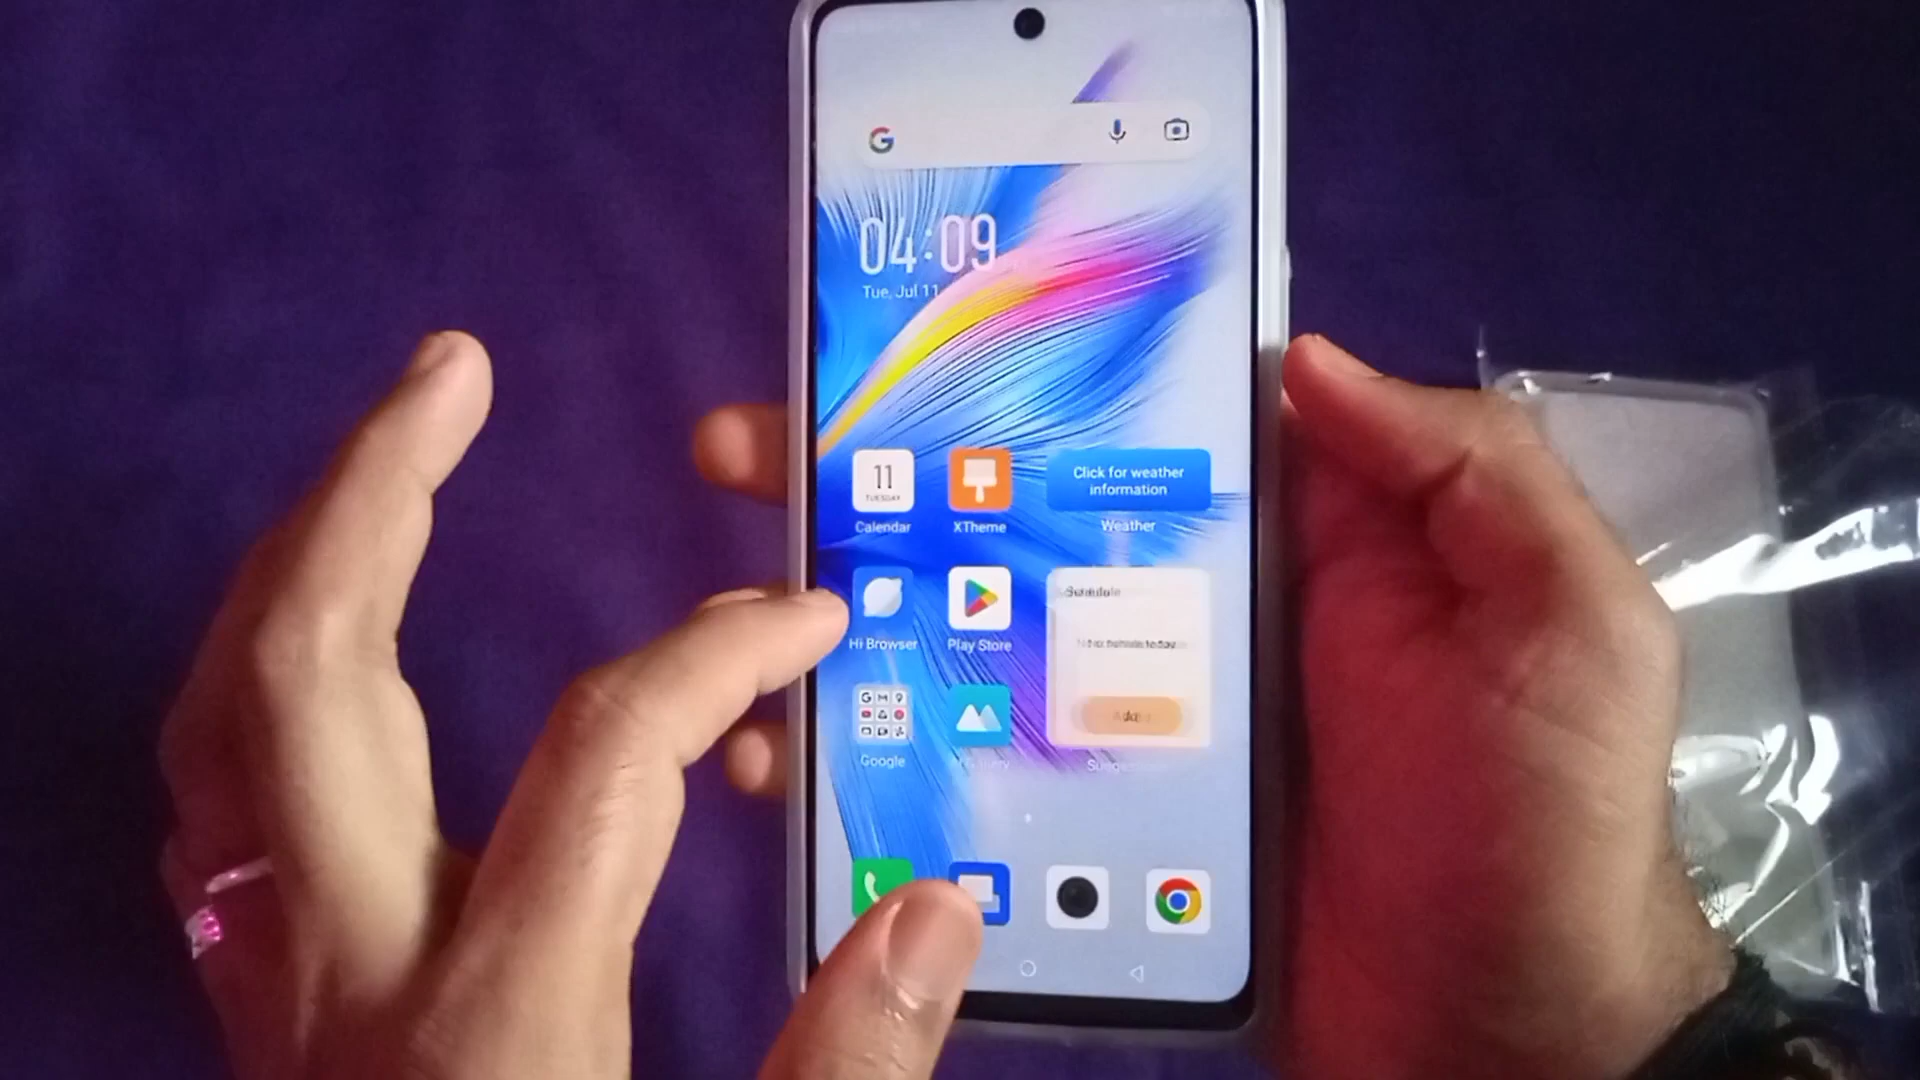 04:09
Tue, Jul 11
Click for weather
information
11
TUESDAY
Calendar
XTheme
Weather
Hi Browser
Play Store
Google